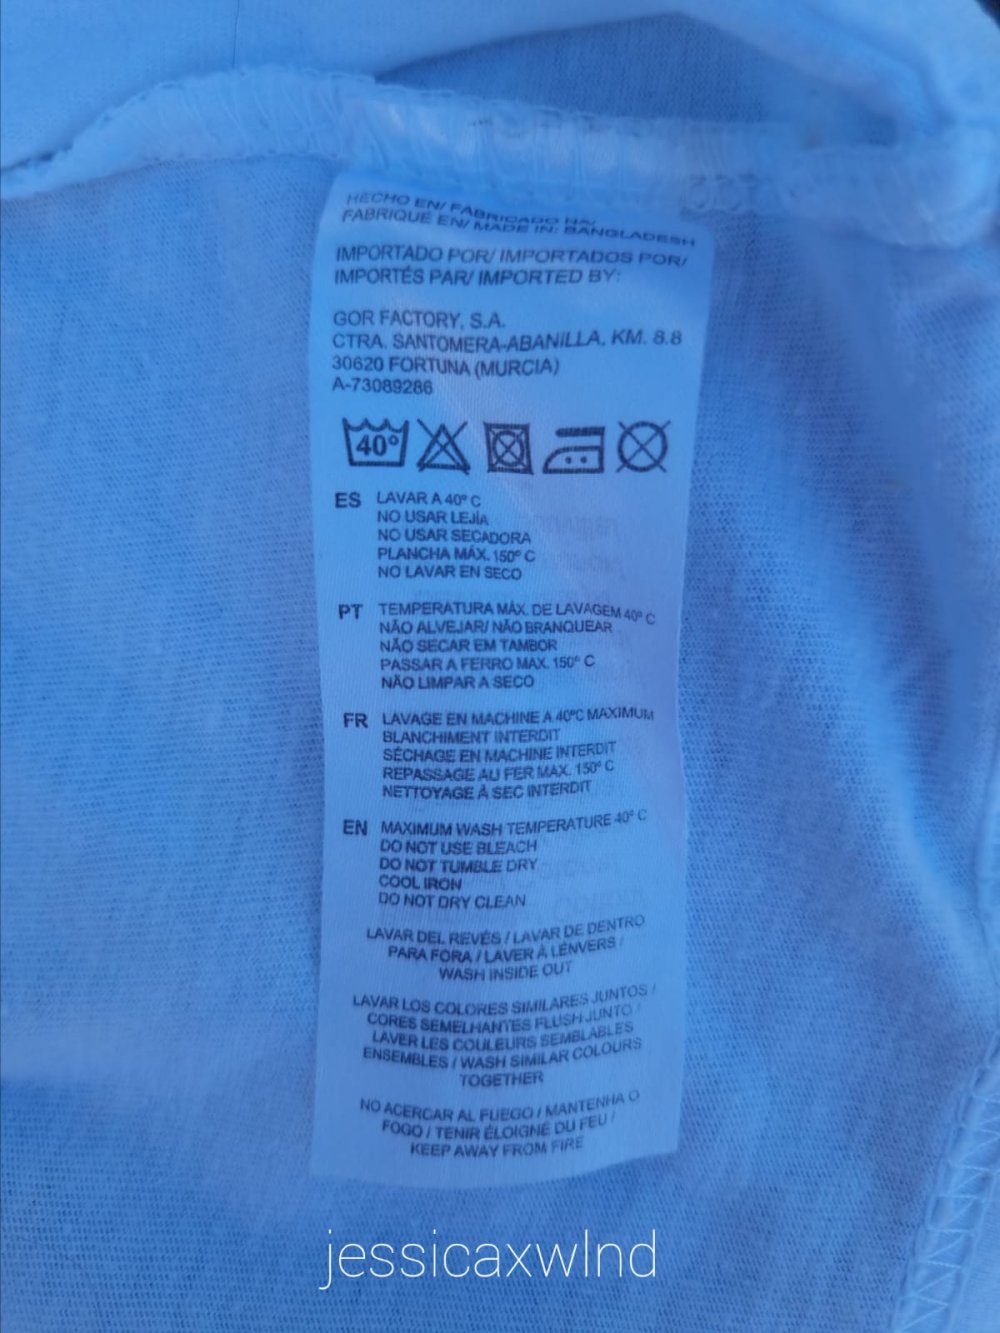 HECHO EN/ FABRICADO NA/
FABRIQUÉ EN/ MADE IN: BANGLADESH
IMPORTADO POR/ IMPORTADOS POR/
IMPORTÉS PAR/ IMPORTED BY:
GOR FACTORY, S.A.
CTRA. SANTOMERA-ABANILLA, KM. 8.8
30620 FORTUNA (MURCIA)
A-73089286
40°
ES LAVAR A 40° C
NO USAR LEJÍA
NO USAR SECADORA
PLANCHA MÁX. 150° C
NO LAVAR EN SECO
PT TEMPERATURA MÁX. DE LAVAGEM 40° C
NÃO ALVEJAR/ NÃO BRANQUEAR
NÃO SECAR EM TAMBOR
PASSAR A FERRO MAX. 150° C
NÃO LIMPAR A SECO
FR LAVAGE EN MACHINE A 40°C MAXIMUM
BLANCHIMENT INTERDIT
SÉCHAGE EN MACHINE INTERDIT
REPASSAGE AU FER MAX. 150° C
NETTOYAGE À SEC INTERDIT
EN MAXIMUM WASH TEMPERATURE 40° C
DO NOT USE BLEACH
DO NOT TUMBLE DRY
COOL IRON
DO NOT DRY CLEAN
LAVAR DEL REVÉS / LAVAR DE DENTRO
PARA FORA / LAVER À LÉNVERS /
WASH INSIDE OUT
LAVAR LOS COLORES SIMILARES JUNTOS /
CORES SEMELHANTES FLUSH JUNTO /
LAVER LES COULEURS SEMBLABLES
ENSEMBLES / WASH SIMILAR COLOURS
TOGETHER
NO ACERCAR AL FUEGO / MANTENHA O
FOGO / TENIR ÉLOIGNÉ DU FEU /
KEEP AWAY FROM FIRE
jessicaxwlnd